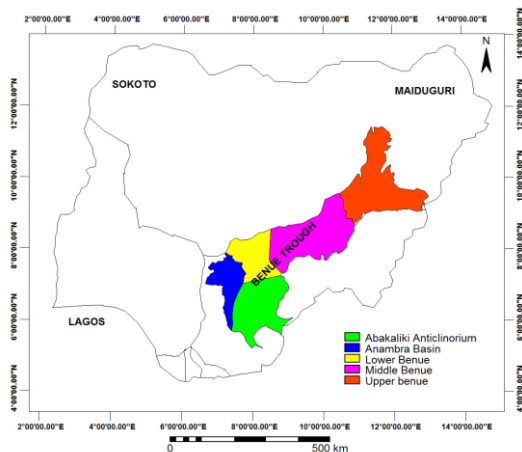 2°00'00.00"E 4°00'00.00"E 6°00'00.00"E 8°00'00.00"E 10°00'00.00"E 12°00'00.00"E 14°00'00.00"E
14°00'00.00"N
12°00'00.00"N
10°00'00.00"N
8°00'00.00"N
6°00'00.00"N
4°00'00.00"N
N
SOKOTO
MAIDUGURI
BENUE TROUGH
LAGOS
Abakaliki Anticlinorium
Anambra Basin
Lower Benue
Middle Benue
Upper benue
2°00'00.00"E 4°00'00.00"E 6°00'00.00"E 8°00'00.00"E 10°00'00.00"E 12°00'00.00"E 14°00'00.00"E
0 500 km